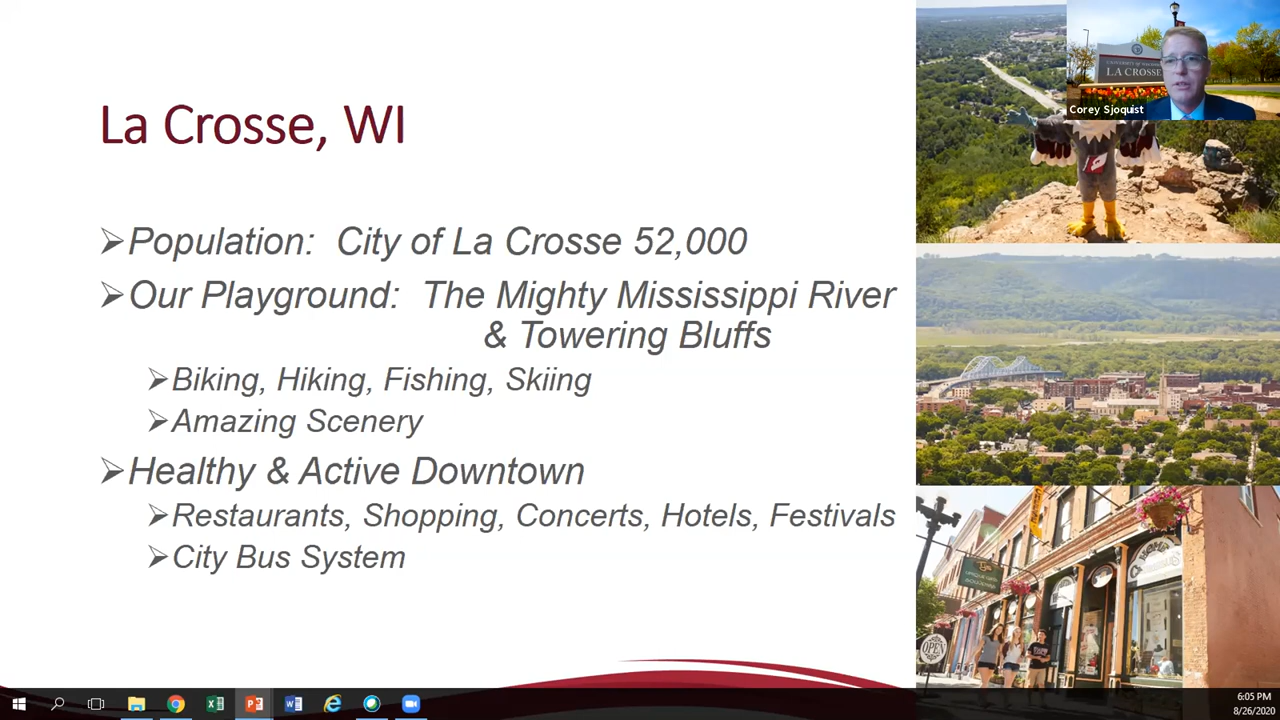 La Crosse, WI
Population: City of La Crosse 52,000
Our Playground: The Mighty Mississippi River
& Towering Bluffs
Biking, Hiking, Fishing, Skiing
Amazing Scenery
Healthy & Active Downtown
Restaurants, Shopping, Concerts, Hotels, Festivals
City Bus System
LA CROSSE
Corey Sjoquist
OPEN
6:05 PM
8/26/2020